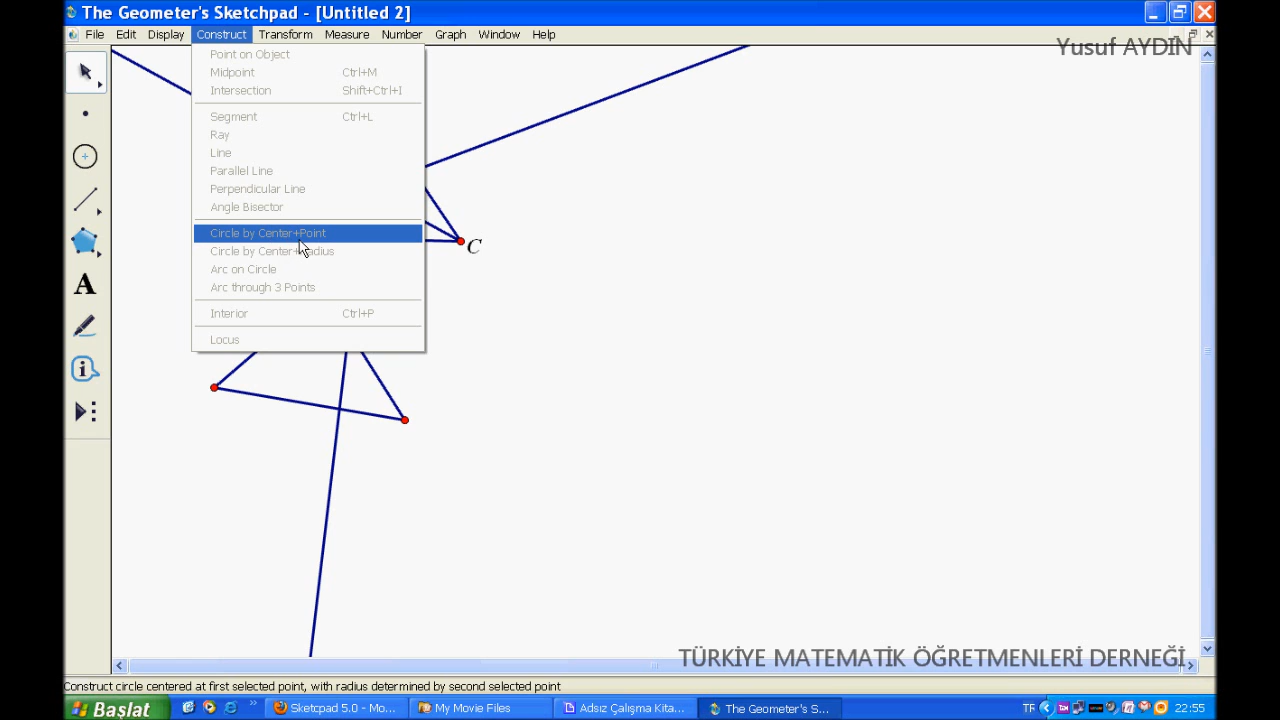 The Geometer's Sketchpad - [Untitled 2]
File Edit Display Construct Transform Measure Number Graph Window Help
Yusuf AYDIN
Point on Object
Midpoint Ctrl+M
Intersection Shift+Ctrl+I
Segment Ctrl+L
Ray
Line
Parallel Line
Perpendicular Line
Angle Bisector
Circle by Center+Point
Circle by Center+Radius
Arc on Circle
Arc through 3 Points
Interior Ctrl+P
Locus
C
A
TÜRKİYE MATEMATİK ÖĞRETMENLERİ DERNEĞİ
Construct circle centered at first selected point, with radius determined by second selected point
Başlat Sketcpad 5.0 - Mo... My Movie Files Adsız Çalışma Kita... The Geometer's S... TR 22:55